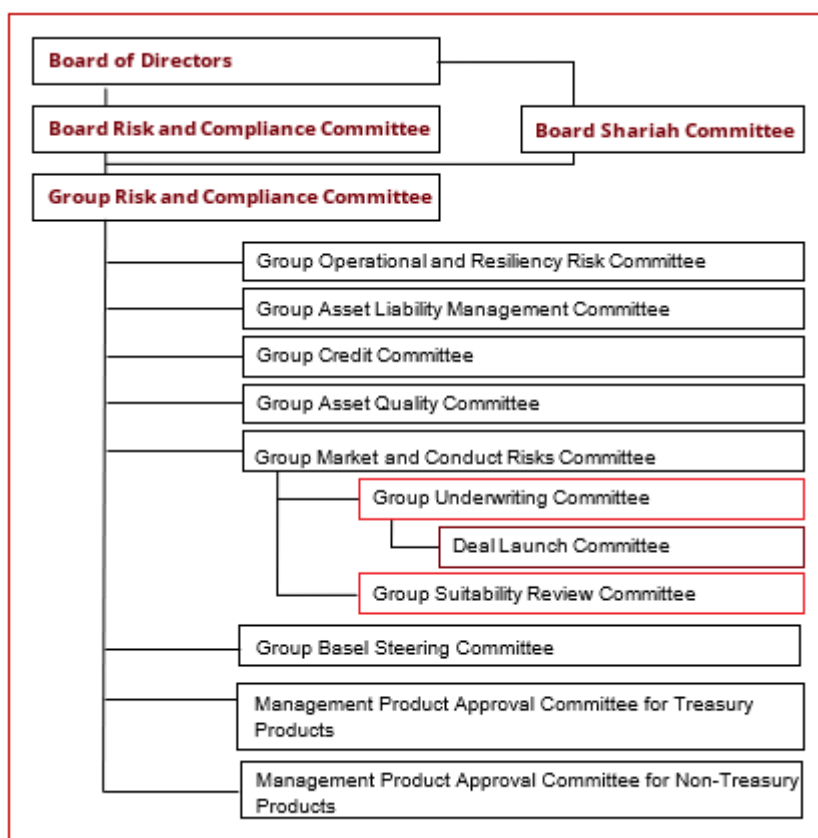 Board of Directors
Board Risk and Compliance Committee
Board Shariah Committee
Group Risk and Compliance Committee
Group Operational and Resiliency Risk Committee
Group Asset Liability Management Committee
Group Credit Committee
Group Asset Quality Committee
Group Market and Conduct Risks Committee
Group Underwriting Committee
Deal Launch Committee
Group Suitability Review Committee
Group Basel Steering Committee
Management Product Approval Committee for Treasury
Products
Management Product Approval Committee for Non-Treasury
Products